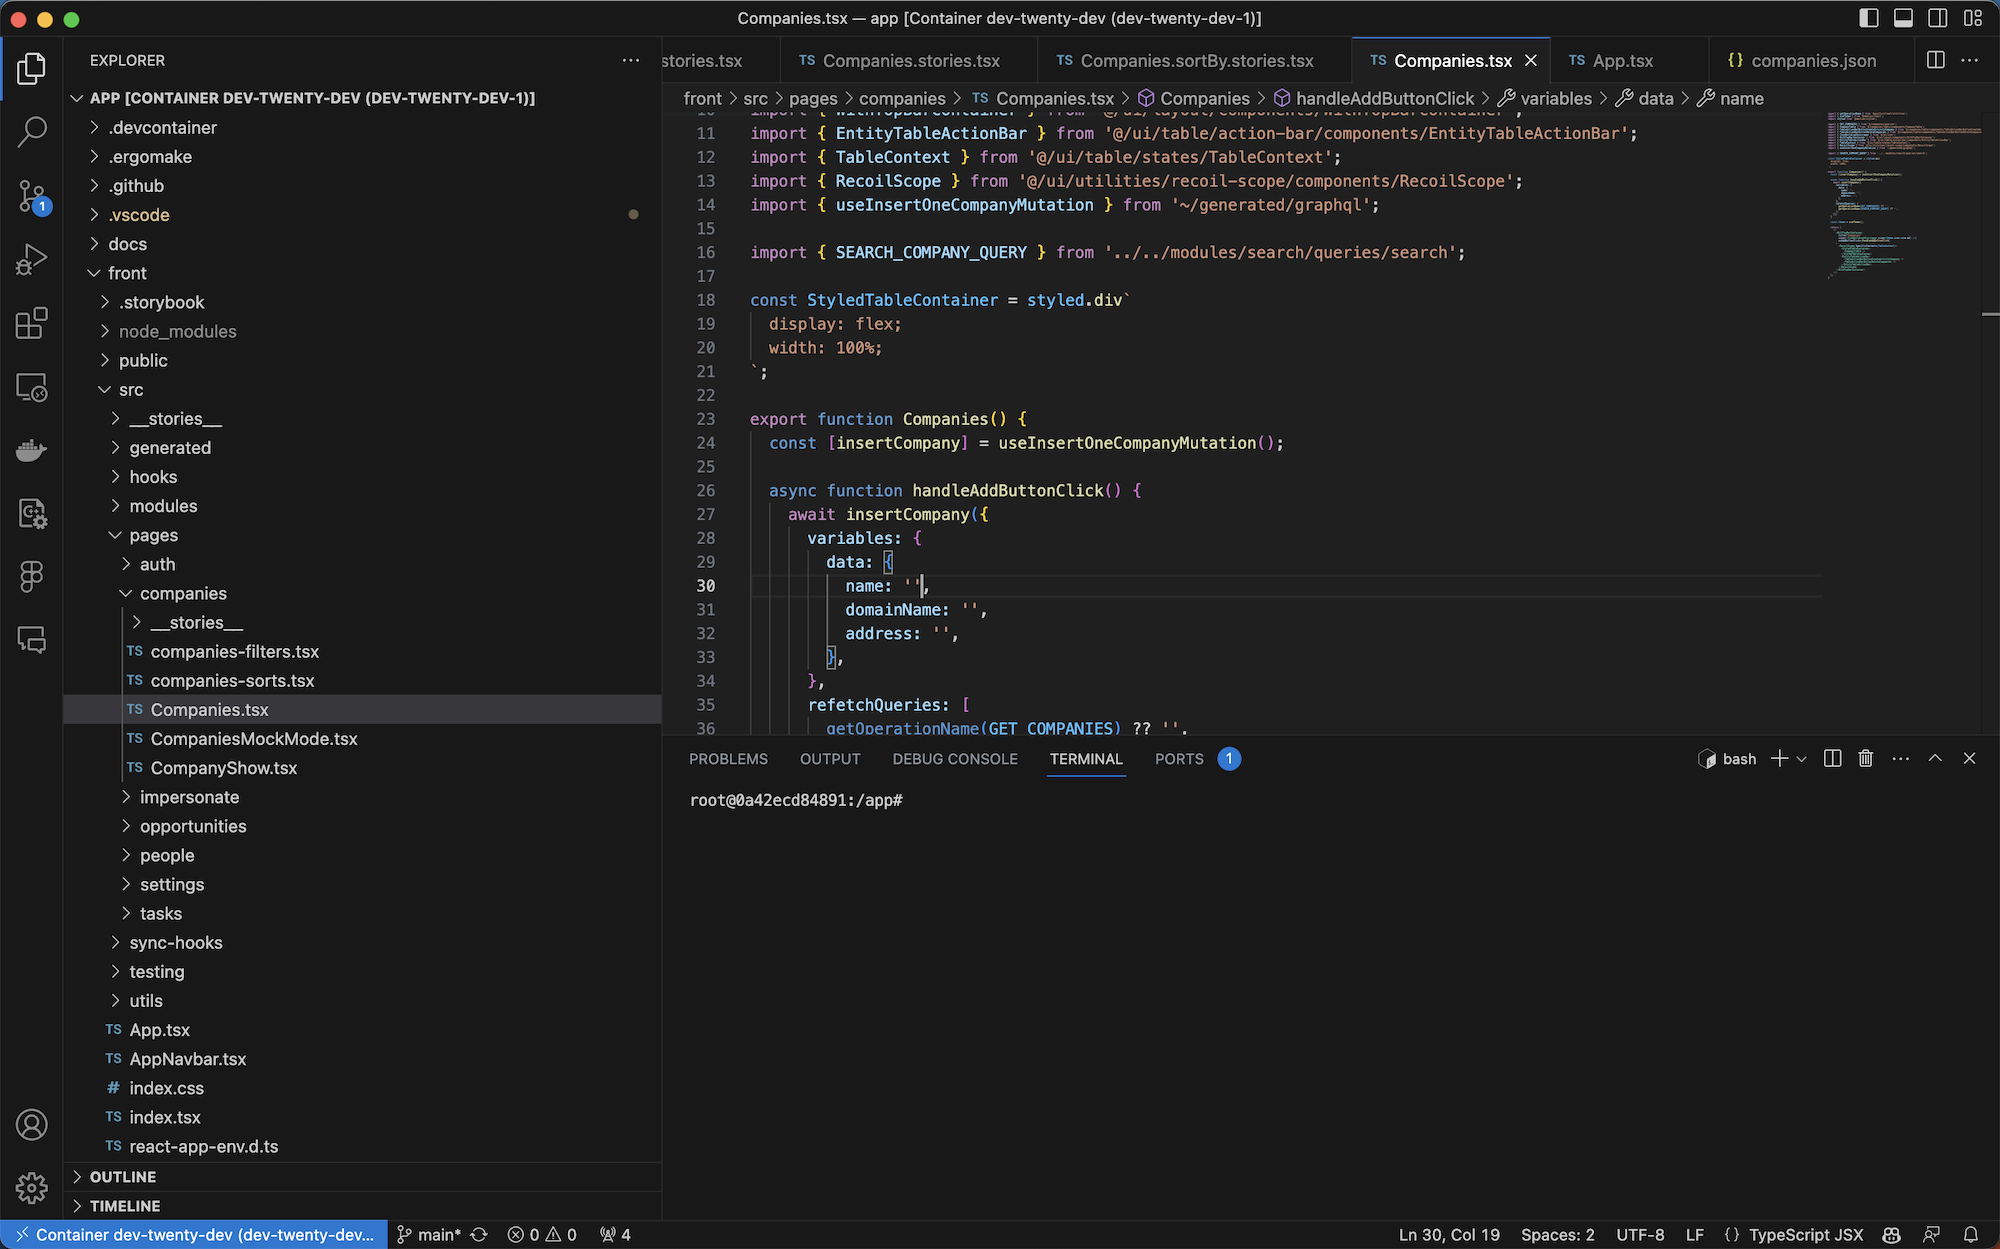 Companies.tsx — app [Container dev-twenty-dev (dev-twenty-dev-1)]
EXPLORER
stories.tsx
TS Companies.stories.tsx
TS Companies.sortBy.stories.tsx
TS Companies.tsx
TS App.tsx
{} companies.json
APP [CONTAINER DEV-TWENTY-DEV (DEV-TWENTY-DEV-1)]
.devcontainer
.ergomake
.github
.vscode
docs
front
.storybook
node_modules
public
src
__stories__
generated
hooks
modules
pages
auth
companies
__stories__
TS companies-filters.tsx
TS companies-sorts.tsx
TS Companies.tsx
TS CompaniesMockMode.tsx
TS CompanyShow.tsx
impersonate
opportunities
people
settings
tasks
sync-hooks
testing
utils
TS App.tsx
TS AppNavbar.tsx
# index.css
TS index.tsx
TS react-app-env.d.ts
OUTLINE
TIMELINE
1
front > src > pages > companies > TS Companies.tsx > Companies > handleAddButtonClick > variables > data > name
10 import { WithTopBarContainer } from '@/ui/layout/components/WithTopBarContainer';
11 import { EntityTableActionBar } from '@/ui/table/action-bar/components/EntityTableActionBar';
12 import { TableContext } from '@/ui/table/states/TableContext';
13 import { RecoilScope } from '@/ui/utilities/recoil-scope/components/RecoilScope';
14 import { useInsertOneCompanyMutation } from '~/generated/graphql';
15
16 import { SEARCH_COMPANY_QUERY } from '../../modules/search/queries/search';
17
18 const StyledTableContainer = styled.div`
19 display: flex;
20 width: 100%;
21 `;
22
23 export function Companies() {
24 const [insertCompany] = useInsertOneCompanyMutation();
25
26 async function handleAddButtonClick() {
27 await insertCompany({
28 variables: {
29 data: {
30 name: '',
31 domainName: '',
32 address: '',
33 },
34 },
35 refetchQueries: [
36 getOperationName(GET_COMPANIES) ?? '',
PROBLEMS OUTPUT DEBUG CONSOLE TERMINAL PORTS 1
bash
root@0a42ecd84891:/app#
Container dev-twenty-dev (dev-twenty-dev... main* 0 0 4
Ln 30, Col 19 Spaces: 2 UTF-8 LF {} TypeScript JSX